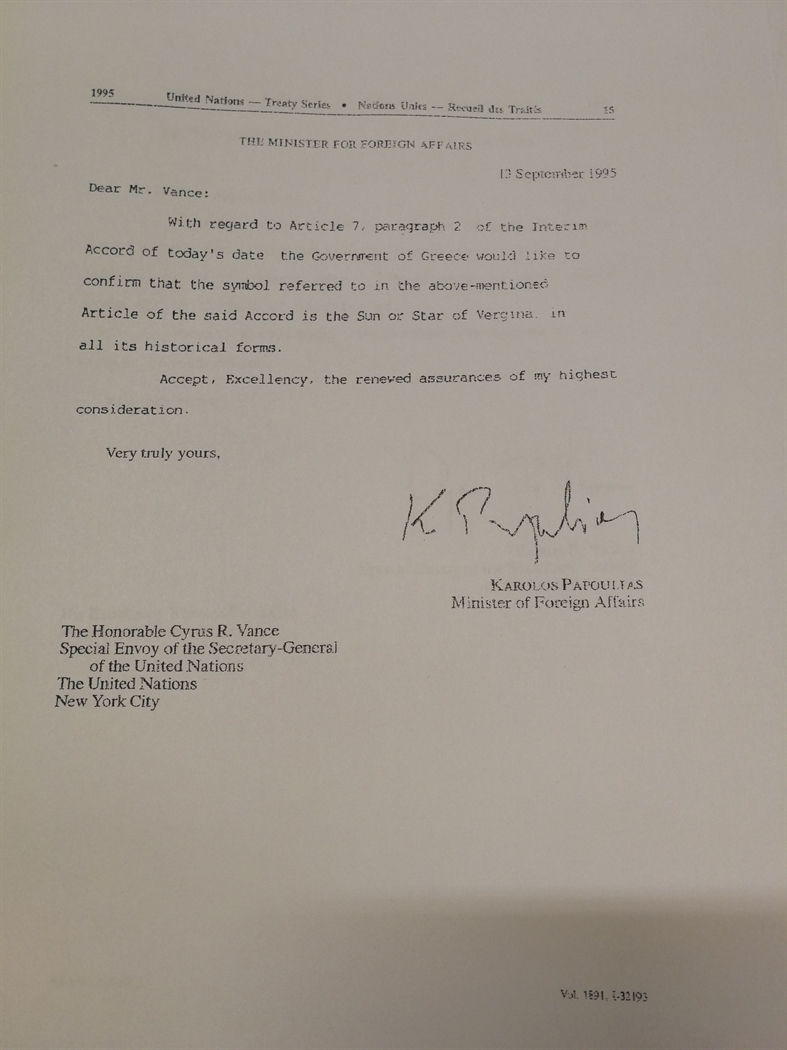 1995 United Nations — Treaty Series • Nations Unies — Recueil des Traités 15
THE MINISTER FOR FOREIGN AFFAIRS
13 September 1995
Dear Mr. Vance:
With regard to Article 7, paragraph 2 of the Interim
Accord of today's date the Government of Greece would like to
confirm that the symbol referred to in the above-mentioned
Article of the said Accord is the Sun or Star of Vergina, in
all its historical forms.
Accept, Excellency, the renewed assurances of my highest
consideration.
Very truly yours,
KAROLOS PAPOULIAS
Minister of Foreign Affairs
The Honorable Cyrus R. Vance
Special Envoy of the Secretary-General
of the United Nations
The United Nations
New York City
Vol. 1891, I-32193